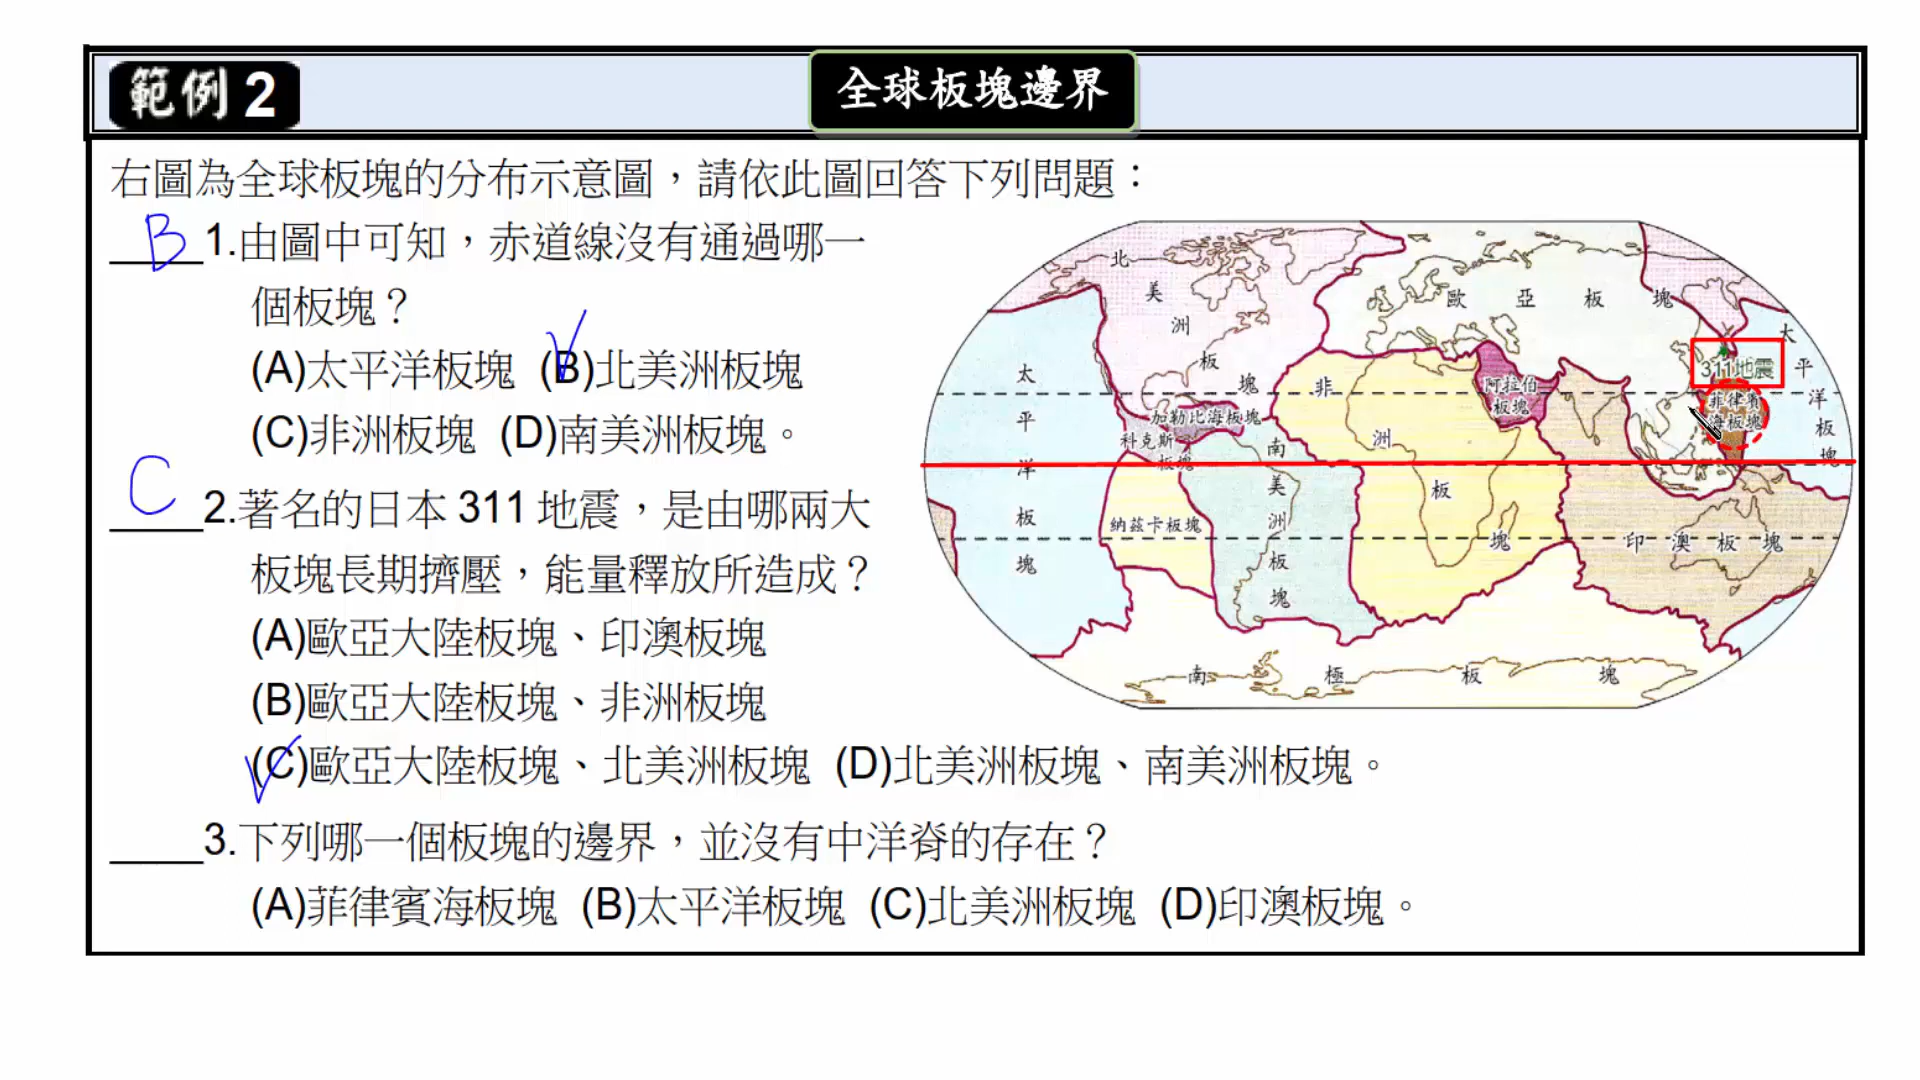 範例 2
全球板塊邊界
右圖為全球板塊的分布示意圖，請依此圖回答下列問題：
B 1.由圖中可知，赤道線沒有通過哪一
個板塊？
(A)太平洋板塊 (B)北美洲板塊
(C)非洲板塊 (D)南美洲板塊。
C 2.著名的日本 311 地震，是由哪兩大
板塊長期擠壓，能量釋放所造成？
(A)歐亞大陸板塊、印澳板塊
(B)歐亞大陸板塊、非洲板塊
(C)歐亞大陸板塊、北美洲板塊 (D)北美洲板塊、南美洲板塊。
3.下列哪一個板塊的邊界，並沒有中洋脊的存在？
(A)菲律賓海板塊 (B)太平洋板塊 (C)北美洲板塊 (D)印澳板塊。
北美洲板塊
歐亞板塊
太平洋板塊
311地震
菲律賓
海板塊
太平洋板塊
非洲板塊
阿拉伯
板塊
加勒比海板塊
科克斯
板塊
南美洲板塊
納茲卡板塊
印澳板塊
南極板塊